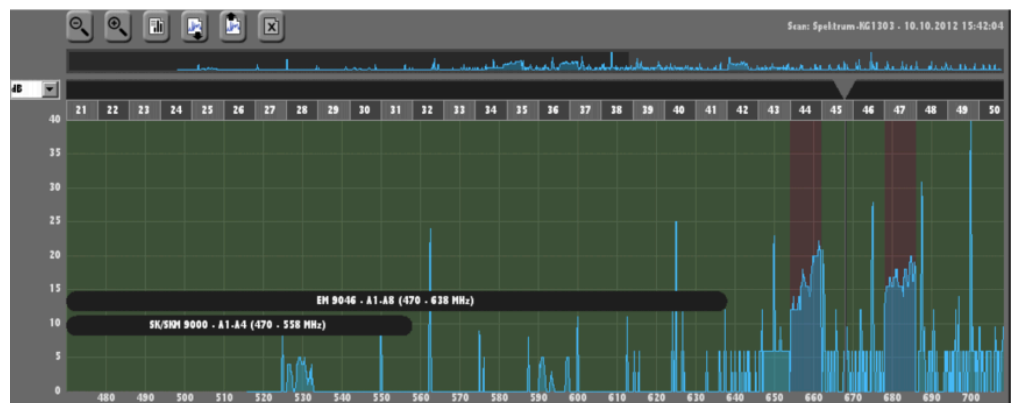 Scan: Spektrum-KG1303 - 10.10.2012 15:42:04
dB
21 22 23 24 25 26 27 28 29 30 31 32 33 34 35 36 37 38 39 40 41 42 43 44 45 46 47 48 49 50
40
35
30
25
20
15
EM 9046 - A1-A8 (470 - 638 MHz)
10
SK/SKM 9000 - A1-A4 (470 - 558 MHz)
5
0
480 490 500 510 520 530 540 550 560 570 580 590 600 610 620 630 640 650 660 670 680 690 700